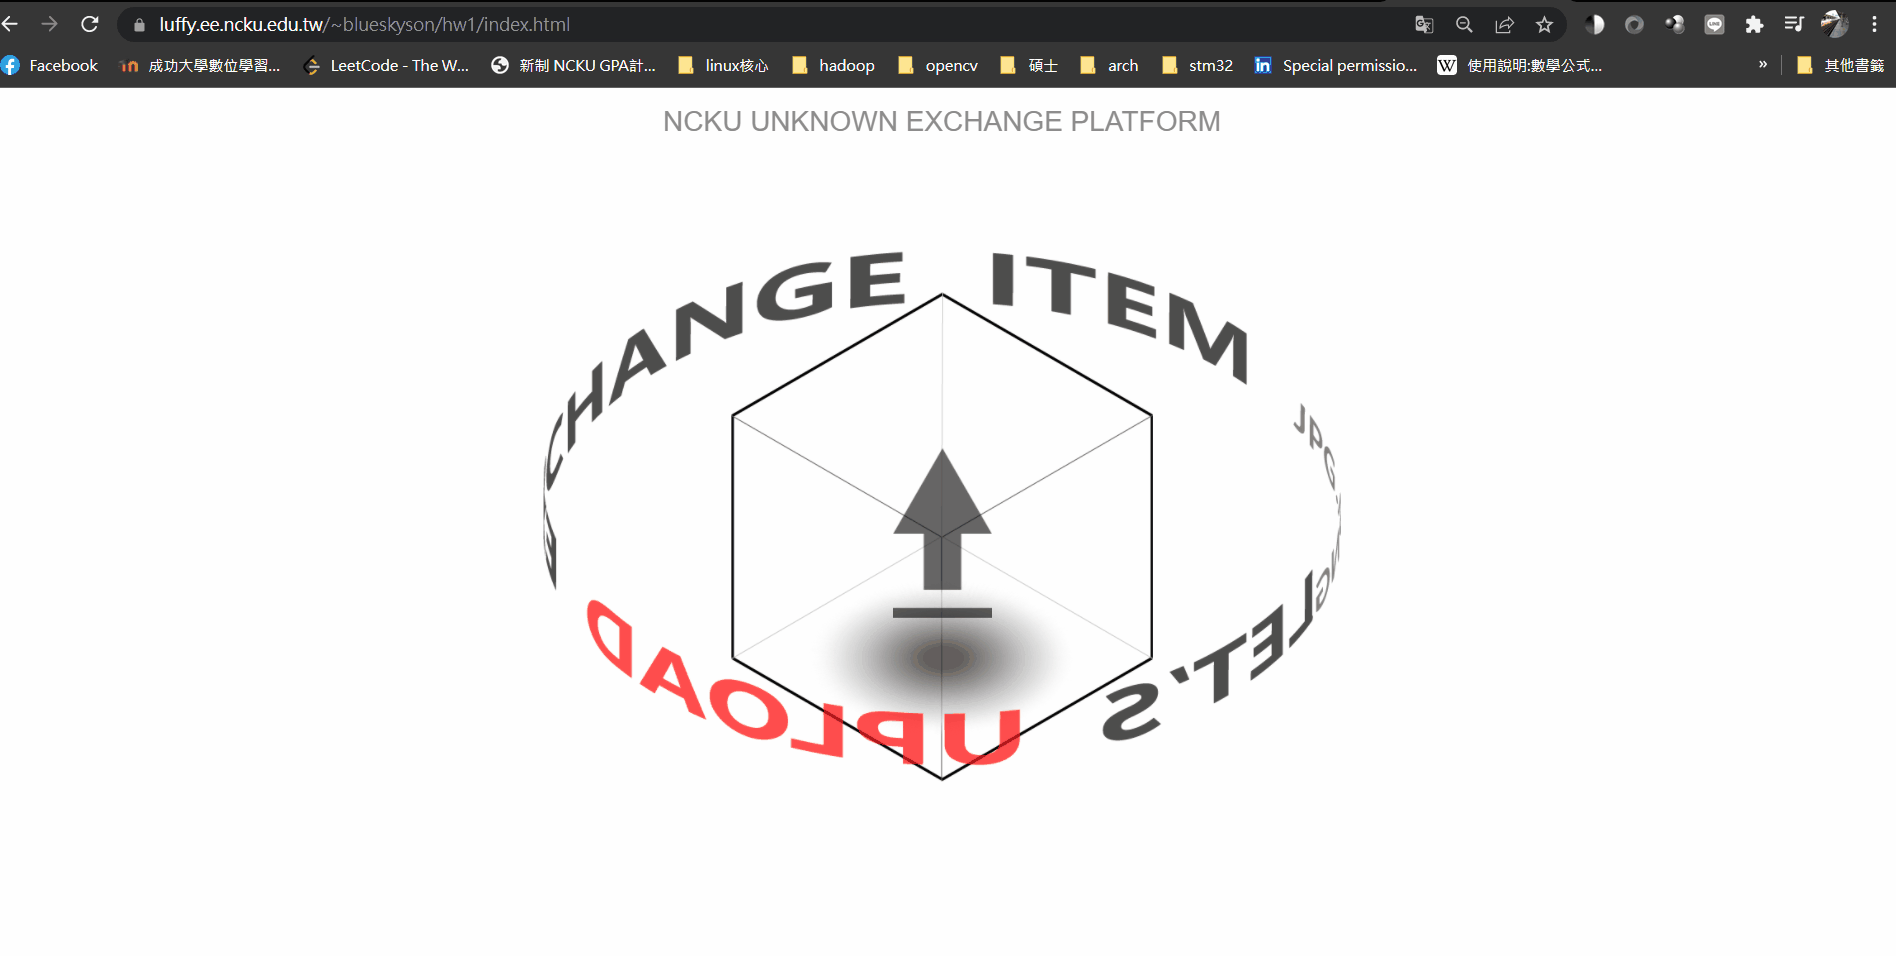 luffy.ee.ncku.edu.tw/~blueskyson/hw1/index.html
Facebook 成功大學數位學習... LeetCode - The W... 新制 NCKU GPA計... linux核心 hadoop opencv 碩士 arch stm32 Special permissio... 使用說明:數學公式... » 其他書籤
NCKU UNKNOWN EXCHANGE PLATFORM
LET'S
UPLOAD
CHANGE ITEM
JPG